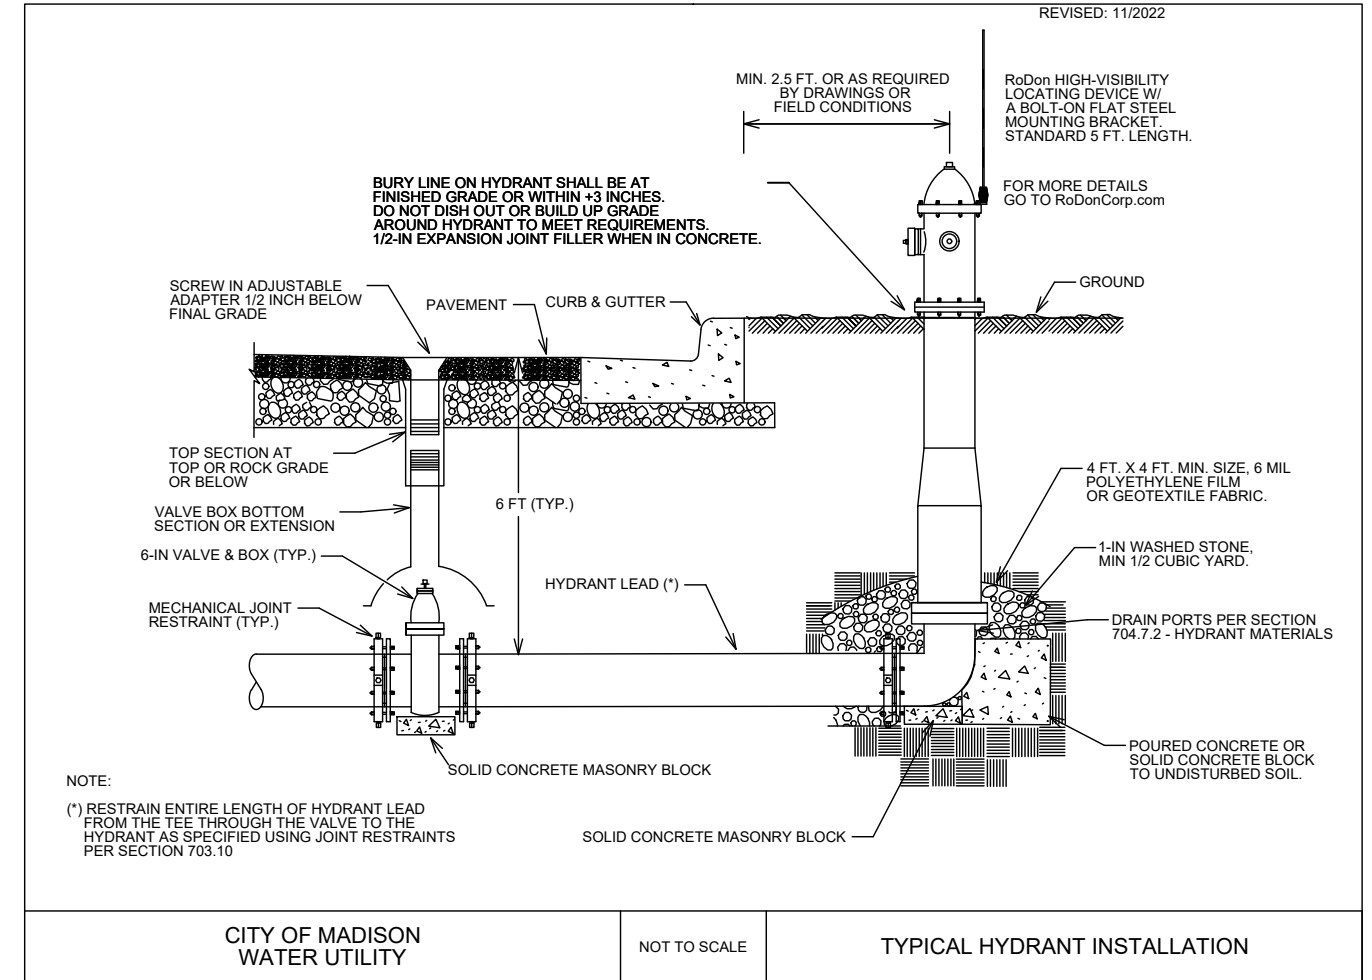 REVISED: 11/2022
MIN. 2.5 FT. OR AS REQUIRED
BY DRAWINGS OR
FIELD CONDITIONS
RoDon HIGH-VISIBILITY
LOCATING DEVICE W/
A BOLT-ON FLAT STEEL
MOUNTING BRACKET.
STANDARD 5 FT. LENGTH.
FOR MORE DETAILS
GO TO RoDonCorp.com
BURY LINE ON HYDRANT SHALL BE AT
FINISHED GRADE OR WITHIN +3 INCHES.
DO NOT DISH OUT OR BUILD UP GRADE
AROUND HYDRANT TO MEET REQUIREMENTS.
1/2-IN EXPANSION JOINT FILLER WHEN IN CONCRETE.
SCREW IN ADJUSTABLE
ADAPTER 1/2 INCH BELOW
FINAL GRADE
PAVEMENT
CURB & GUTTER
GROUND
TOP SECTION AT
TOP OR ROCK GRADE
OR BELOW
VALVE BOX BOTTOM
SECTION OR EXTENSION
6 FT (TYP.)
4 FT. X 4 FT. MIN. SIZE, 6 MIL
POLYETHYLENE FILM
OR GEOTEXTILE FABRIC.
6-IN VALVE & BOX (TYP.)
1-IN WASHED STONE,
MIN 1/2 CUBIC YARD.
HYDRANT LEAD (*)
MECHANICAL JOINT
RESTRAINT (TYP.)
DRAIN PORTS PER SECTION
704.7.2 - HYDRANT MATERIALS
SOLID CONCRETE MASONRY BLOCK
POURED CONCRETE OR
SOLID CONCRETE BLOCK
TO UNDISTURBED SOIL.
NOTE:
(*) RESTRAIN ENTIRE LENGTH OF HYDRANT LEAD
FROM THE TEE THROUGH THE VALVE TO THE
HYDRANT AS SPECIFIED USING JOINT RESTRAINTS
PER SECTION 703.10
SOLID CONCRETE MASONRY BLOCK
CITY OF MADISON
WATER UTILITY
NOT TO SCALE
TYPICAL HYDRANT INSTALLATION